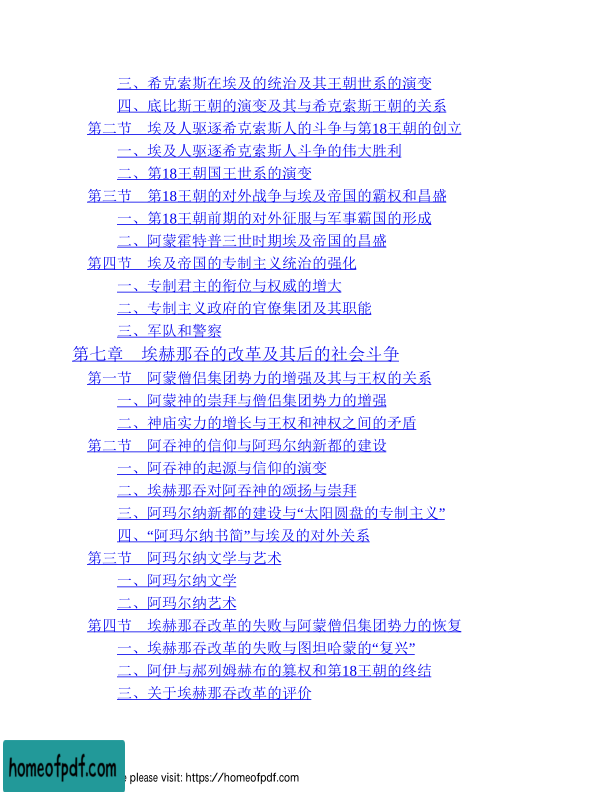 三、希克索斯在埃及的统治及其王朝世系的演变
四、底比斯王朝的演变及其与希克索斯王朝的关系
第二节　埃及人驱逐希克索斯人的斗争与第18王朝的创立
一、埃及人驱逐希克索斯人斗争的伟大胜利
二、第18王朝国王世系的演变
第三节　第18王朝的对外战争与埃及帝国的霸权和昌盛
一、第18王朝前期的对外征服与军事霸国的形成
二、阿蒙霍特普三世时期埃及帝国的昌盛
第四节　埃及帝国的专制主义统治的强化
一、专制君主的衔位与权威的增大
二、专制主义政府的官僚集团及其职能
三、军队和警察
第七章　埃赫那吞的改革及其后的社会斗争
第一节　阿蒙僧侣集团势力的增强及其与王权的关系
一、阿蒙神的崇拜与僧侣集团势力的增强
二、神庙实力的增长与王权和神权之间的矛盾
第二节　阿吞神的信仰与阿玛尔纳新都的建设
一、阿吞神的起源与信仰的演变
二、埃赫那吞对阿吞神的颂扬与崇拜
三、阿玛尔纳新都的建设与“太阳圆盘的专制主义”
四、“阿玛尔纳书简”与埃及的对外关系
第三节　阿玛尔纳文学与艺术
一、阿玛尔纳文学
二、阿玛尔纳艺术
第四节　埃赫那吞改革的失败与阿蒙僧侣集团势力的恢复
一、埃赫那吞改革的失败与图坦哈蒙的“复兴”
二、阿伊与郝列姆赫布的篡权和第18王朝的终结
三、关于埃赫那吞改革的评价
homeofpdf.com
e please visit: https://homeofpdf.com